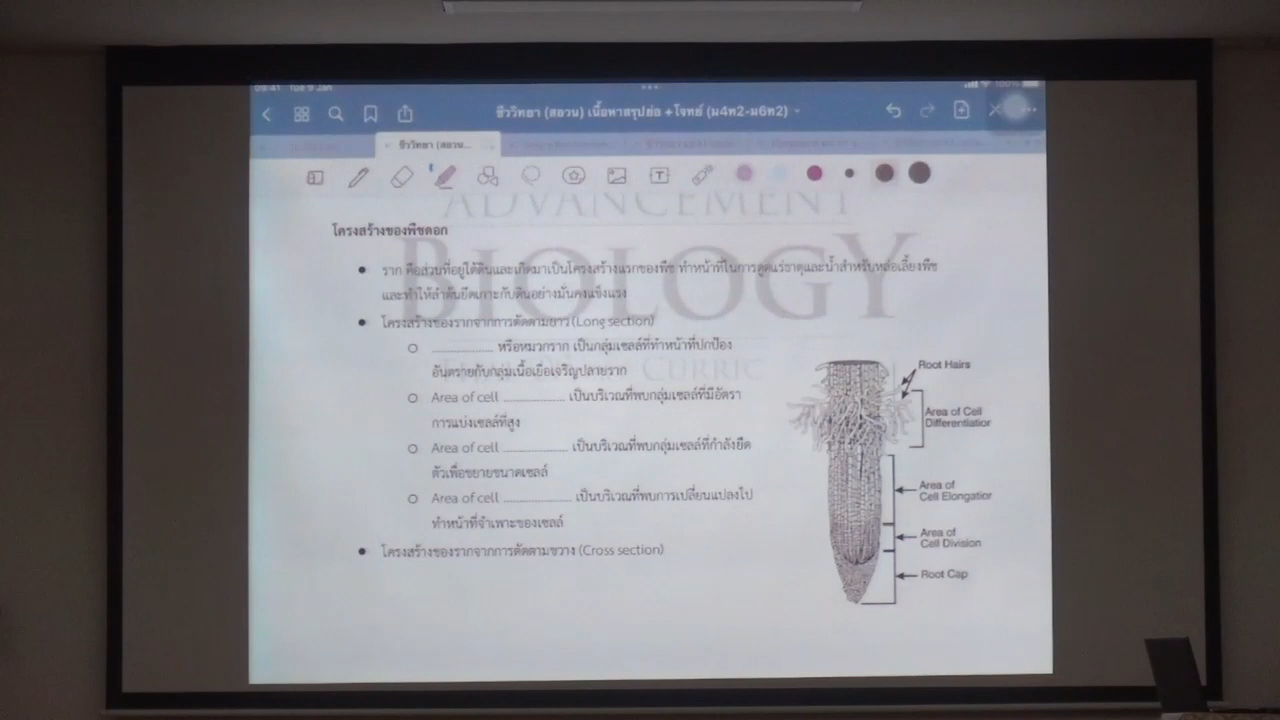 09:41 Tue 9 Jan
100%
ชีววิทยา (สอวน) เนื้อหาสรุปย่อ +โจทย์ (ม4ท2-ม6ท2)
ชีววิทยา (สอวน...
ADVANCEMENT
BIOLOGY
CURRIC
โครงสร้างของพืชดอก
● ราก คือส่วนที่อยู่ใต้ดินและเกิดมาเป็นโครงสร้างแรกของพืช ทำหน้าที่ในการดูดแร่ธาตุและน้ำสำหรับหล่อเลี้ยงพืช
และทำให้ลำต้นยึดเกาะกับดินอย่างมั่นคงแข็งแรง
● โครงสร้างของรากจากการตัดตามยาว (Long section)
○ ................ หรือหมวกราก เป็นกลุ่มเซลล์ที่ทำหน้าที่ปกป้อง
อันตรายกับกลุ่มเนื้อเยื่อเจริญปลายราก
○ Area of cell ................ เป็นบริเวณที่พบกลุ่มเซลล์ที่มีอัตรา
การแบ่งเซลล์ที่สูง
○ Area of cell ................ เป็นบริเวณที่พบกลุ่มเซลล์ที่กำลังยืด
ตัวเพื่อขยายขนาดเซลล์
○ Area of cell ................ เป็นบริเวณที่พบการเปลี่ยนแปลงไป
ทำหน้าที่จำเพาะของเซลล์
● โครงสร้างของรากจากการตัดตามขวาง (Cross section)
Root Hairs
Area of Cell
Differentiation
Area of
Cell Elongation
Area of
Cell Division
Root Cap